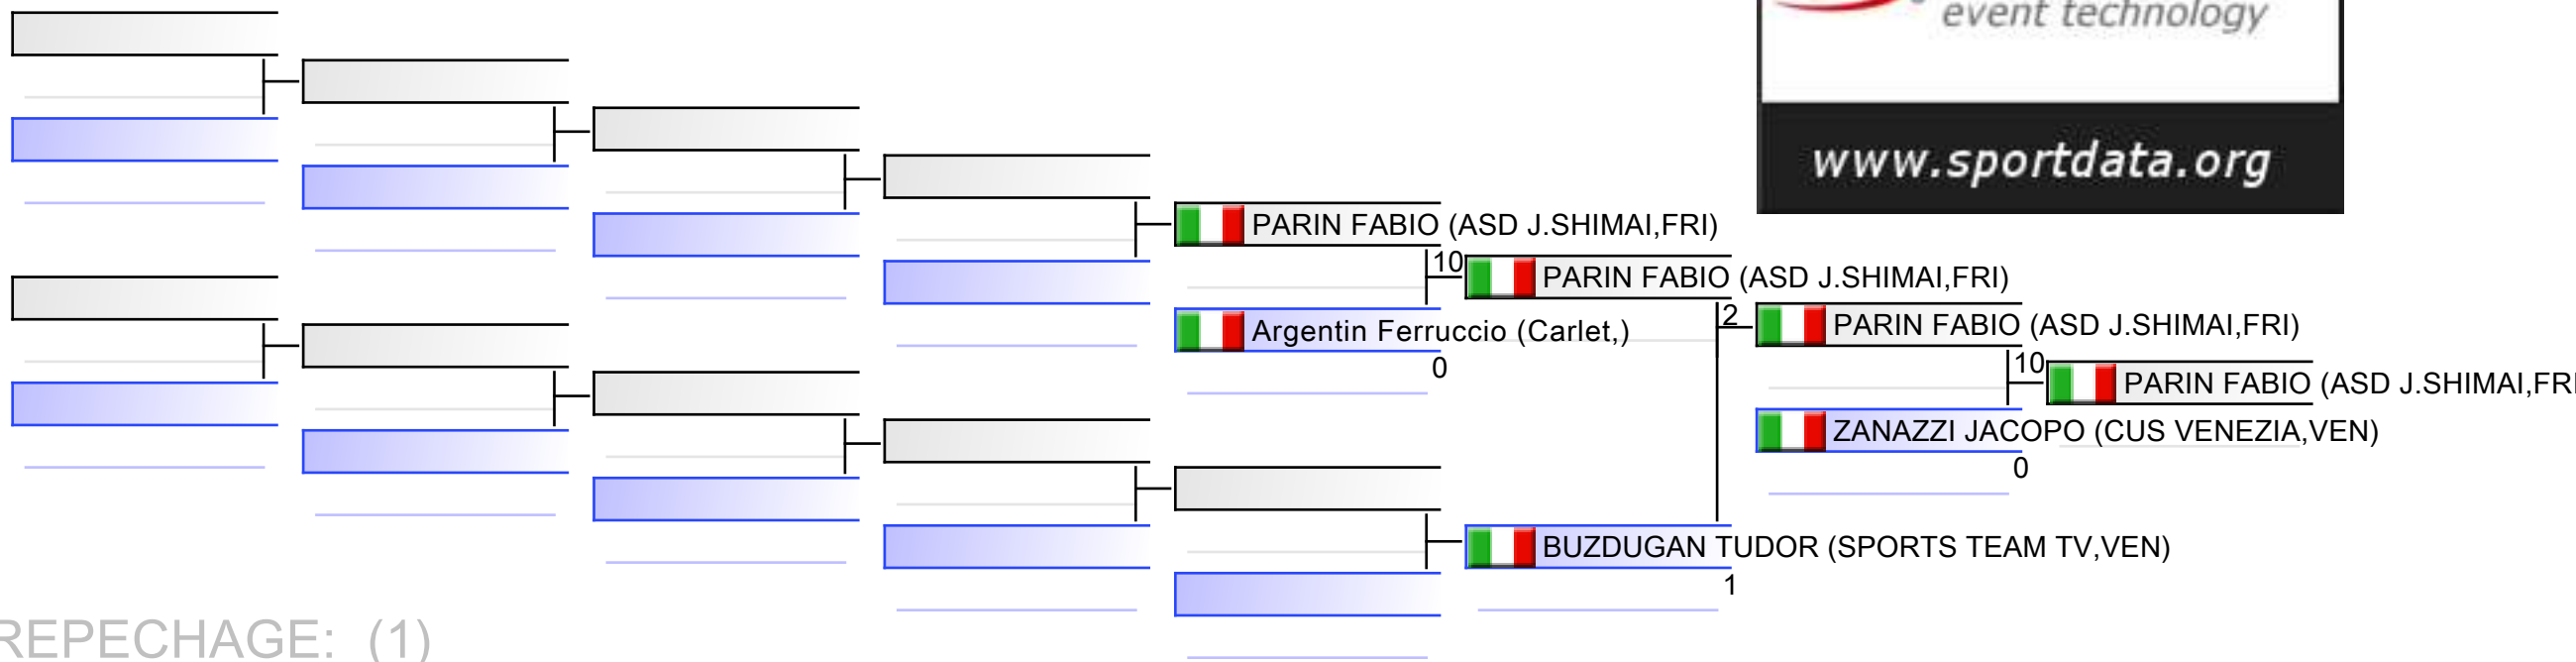 event technology
www.sportdata.org
PARIN FABIO (ASD J.SHIMAI,FRI)
10
PARIN FABIO (ASD J.SHIMAI,FRI)
Argentin Ferruccio (Carlet,)
0
2
PARIN FABIO (ASD J.SHIMAI,FRI)
10
PARIN FABIO (ASD J.SHIMAI,FRI
ZANAZZI JACOPO (CUS VENEZIA,VEN)
0
BUZDUGAN TUDOR (SPORTS TEAM TV,VEN)
1
REPECHAGE: (1)